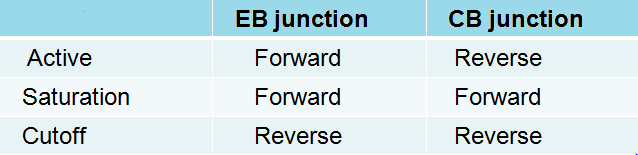 EB junction CB junction
Active Forward Reverse
Saturation Forward Forward
Cutoff Reverse Reverse